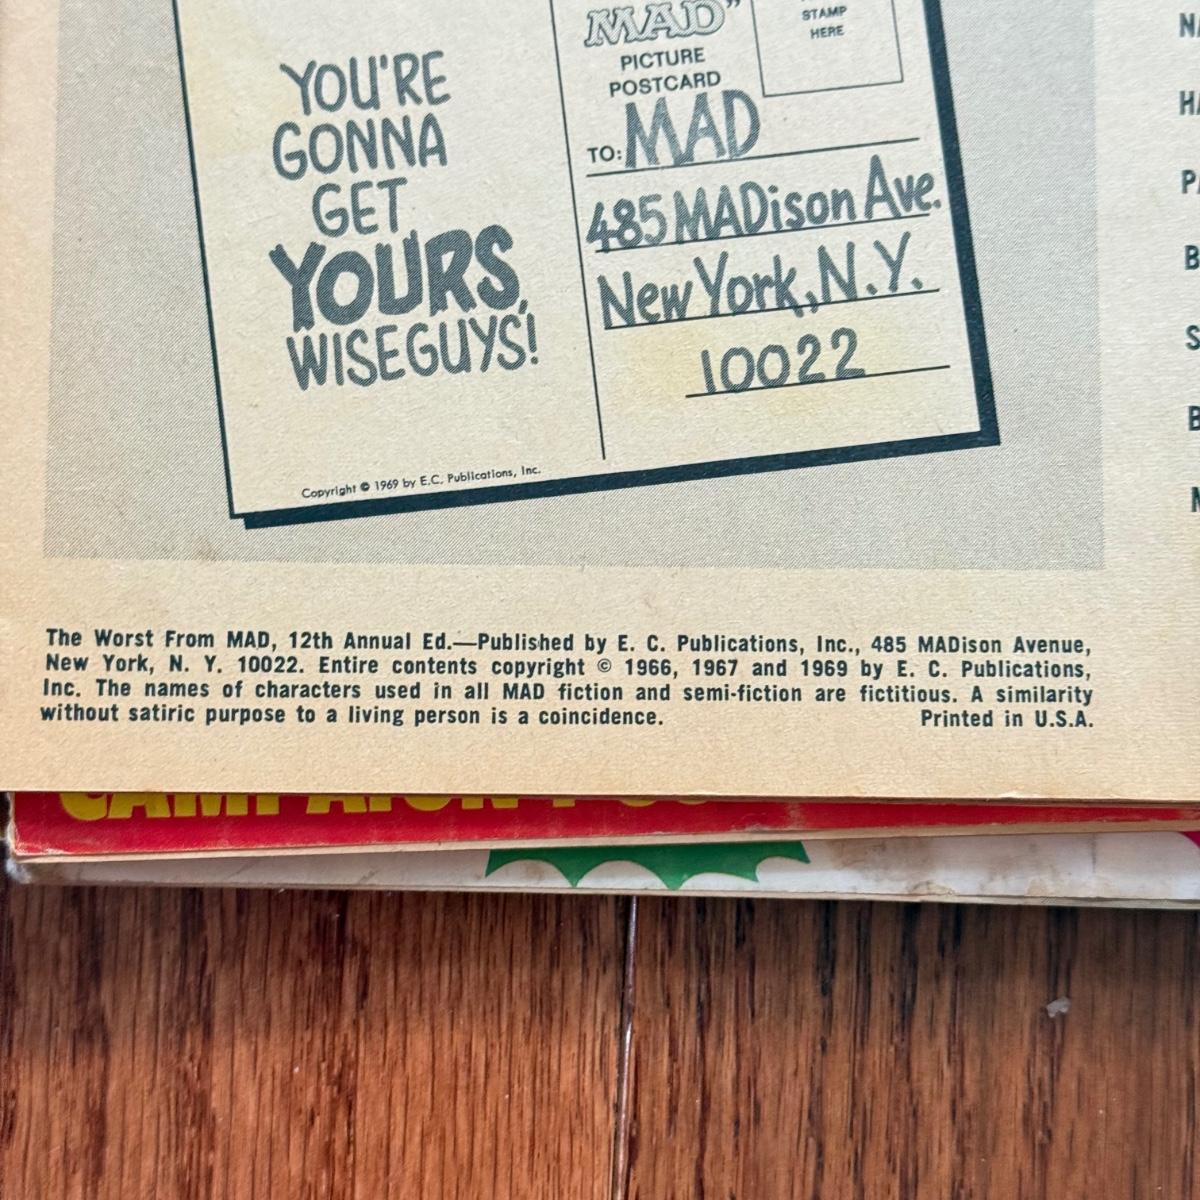 YOU'RE
GONNA
GET
YOURS,
WISEGUYS!
Copyright © 1969 by E.C. Publications, Inc.
MAD"
PICTURE
POSTCARD
STAMP
HERE
TO: MAD
485 MADison Ave.
New York, N.Y.
10022
The Worst From MAD, 12th Annual Ed.—Published by E. C. Publications, Inc., 485 MADison Avenue,
New York, N. Y. 10022. Entire contents copyright © 1966, 1967 and 1969 by E. C. Publications,
Inc. The names of characters used in all MAD fiction and semi-fiction are fictitious. A similarity
without satiric purpose to a living person is a coincidence. Printed in U.S.A.